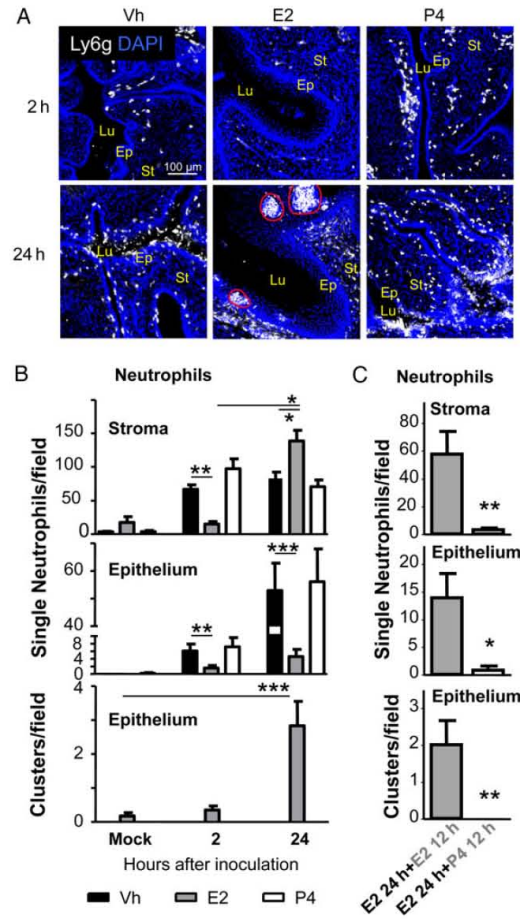 A
Vh
E2
P4
Ly6g DAPI
St
Ep
Lu
Lu
Ep
St
100 µm
Lu
Ep
St
St
Lu
Ep
2 h
24 h
Lu
Ep
St
Lu
Ep
St
St
Ep
Lu
B
Neutrophils
Stroma
*
*
**
150
100
50
0
Single Neutrophils/field
Epithelium
***
**
60
40
8
4
0
Clusters/field
Epithelium
***
4
2
0
Mock
2
24
Hours after inoculation
Vh
E2
P4
C
Neutrophils
Stroma
80
60
40
20
0
**
Single Neutrophils/field
Epithelium
20
15
10
5
0
*
Clusters/field
Epithelium
3
2
1
0
**
E2 24 h+E2 12 h
E2 24 h+P4 12 h